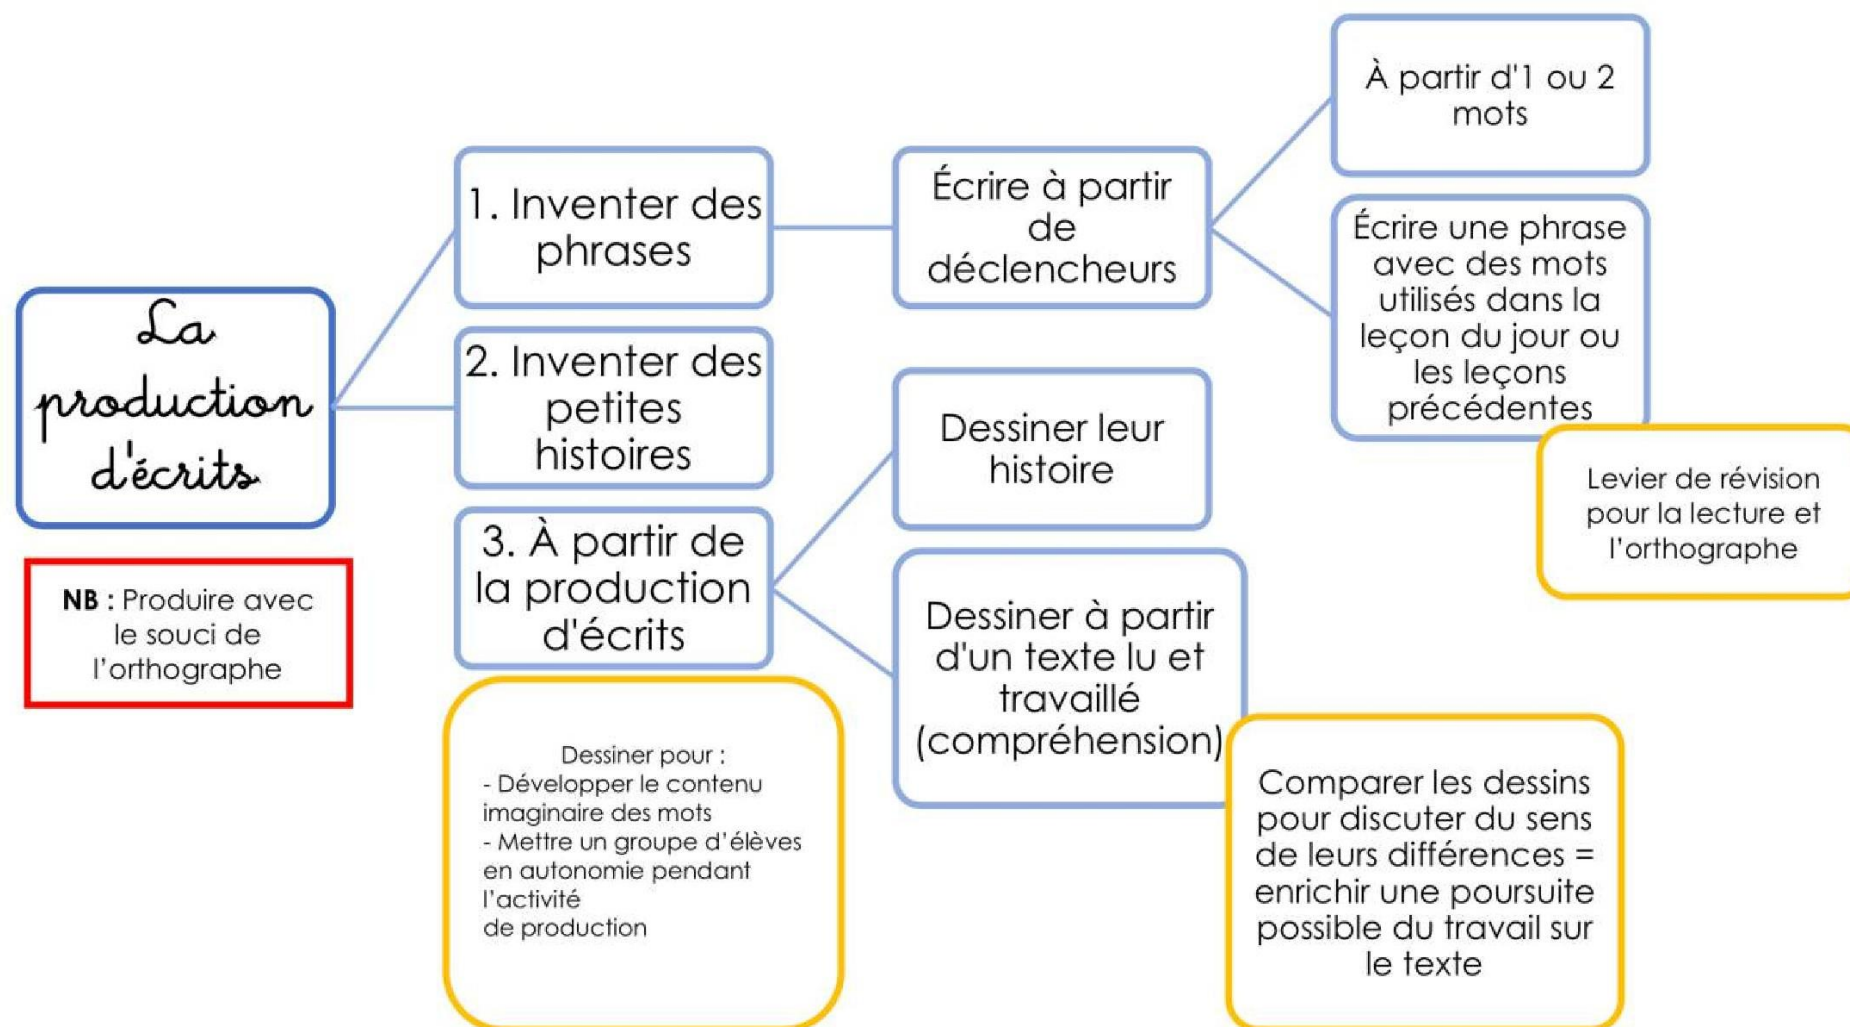 La
production
d'écrits
NB : Produire avec
le souci de
l'orthographe
1. Inventer des
phrases
Écrire à partir
de
déclencheurs
À partir d'1 ou 2
mots
Écrire une phrase
avec des mots
utilisés dans la
leçon du jour ou
les leçons
précédentes
Levier de révision
pour la lecture et
l'orthographe
2. Inventer des
petites
histoires
3. À partir de
la production
d'écrits
Dessiner leur
histoire
Dessiner à partir
d'un texte lu et
travaillé
(compréhension)
Dessiner pour :
- Développer le contenu
imaginaire des mots
- Mettre un groupe d'élèves
en autonomie pendant
l'activité
de production
Comparer les dessins
pour discuter du sens
de leurs différences =
enrichir une poursuite
possible du travail sur
le texte